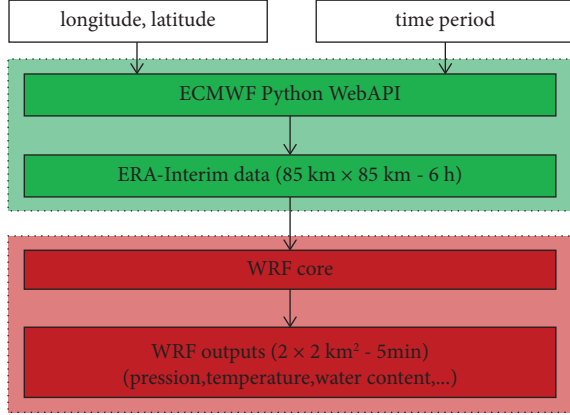 longitude, latitude
time period
ECMWF Python WebAPI
ERA-Interim data (85 km × 85 km - 6 h)
WRF core
WRF outputs (2 × 2 km² - 5min)
(pression,temperature,water content,...)